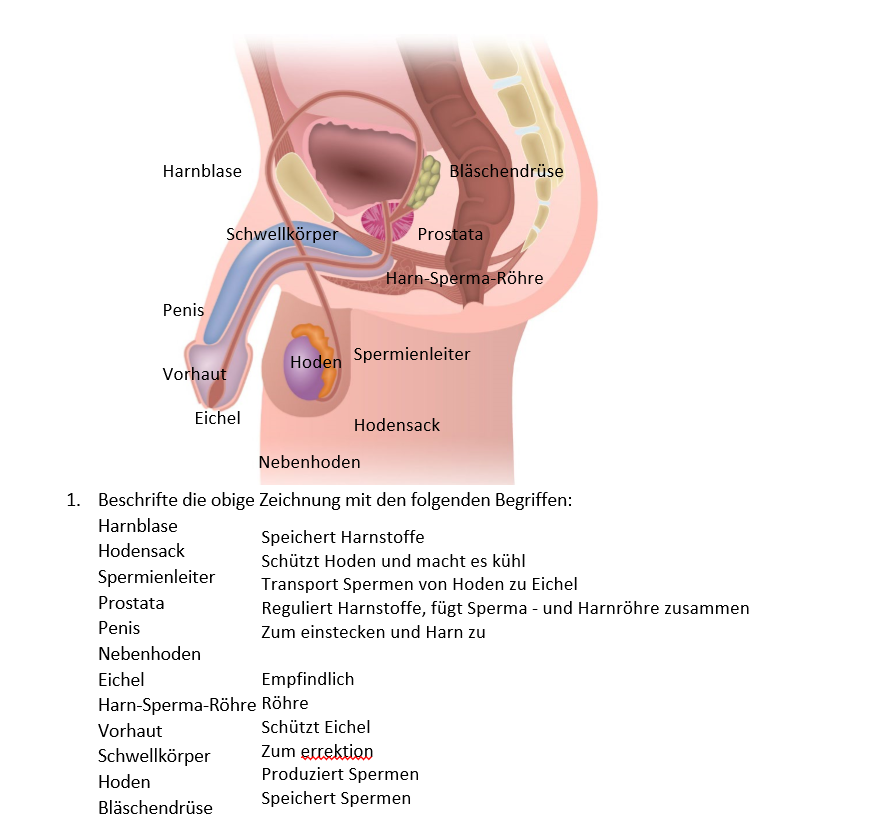 Harnblase
Bläschendrüse
Schwellkörper
Prostata
Harn-Sperma-Röhre
Penis
Spermienleiter
Hoden
Vorhaut
Eichel
Hodensack
Nebenhoden
1. Beschrifte die obige Zeichnung mit den folgenden Begriffen:
Harnblase
Speichert Harnstoffe
Hodensack
Schützt Hoden und macht es kühl
Spermienleiter
Transport Spermen von Hoden zu Eichel
Prostata
Reguliert Harnstoffe, fügt Sperma - und Harnröhre zusammen
Penis
Zum einstecken und Harn zu
Nebenhoden
Eichel
Empfindlich
Harn-Sperma-Röhre
Röhre
Vorhaut
Schützt Eichel
Schwellkörper
Zum errektion
Hoden
Produziert Spermen
Bläschendrüse
Speichert Spermen